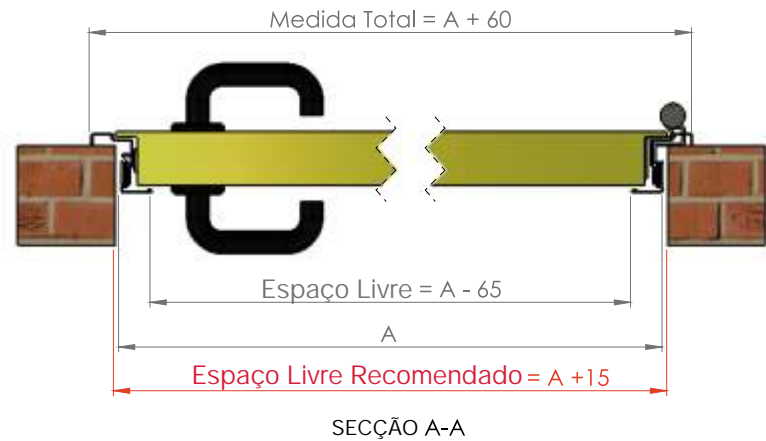 Medida Total = A + 60
Espaço Livre = A - 65
A
Espaço Livre Recomendado = A +15
SECÇÃO A-A